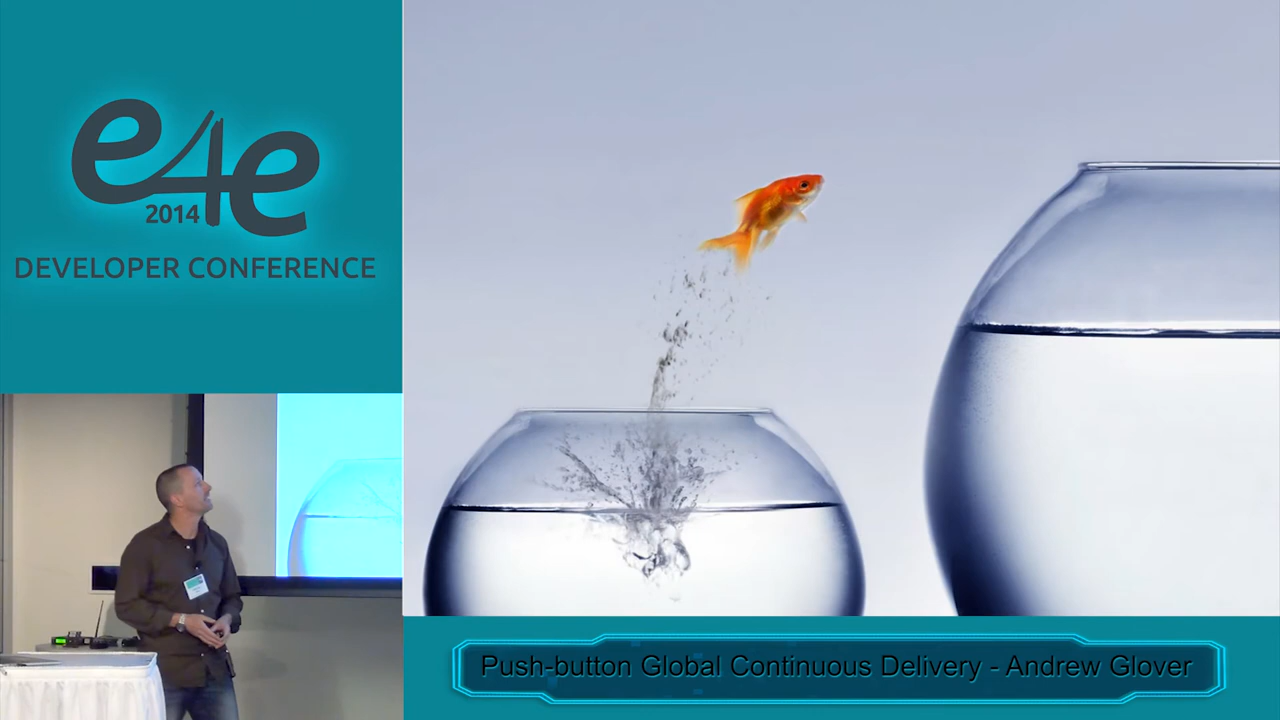 e4e
2014
DEVELOPER CONFERENCE
Push-button Global Continuous Delivery - Andrew Glover